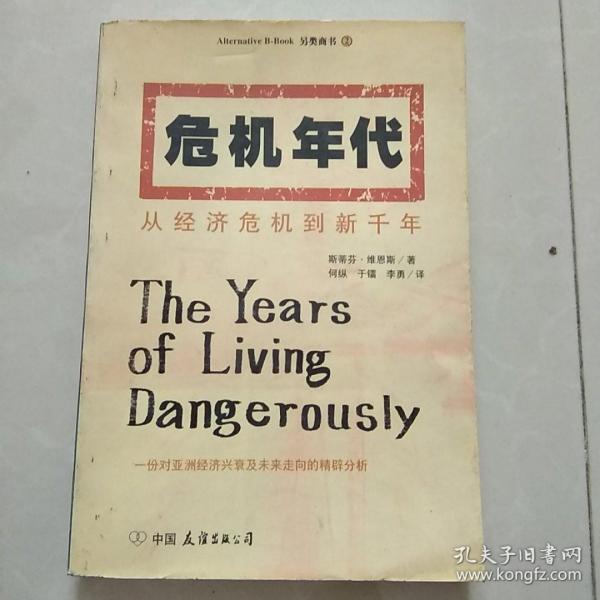 Alternative B-Book 另类商书 ②
危机年代
从经济危机到新千年
斯蒂芬·维恩斯/著
何纵 于镭 李勇/译
The Years
of Living
Dangerously
一份对亚洲经济兴衰及未来走向的精辟分析
中国友谊出版公司
孔夫子旧书网
www.kongfz.com